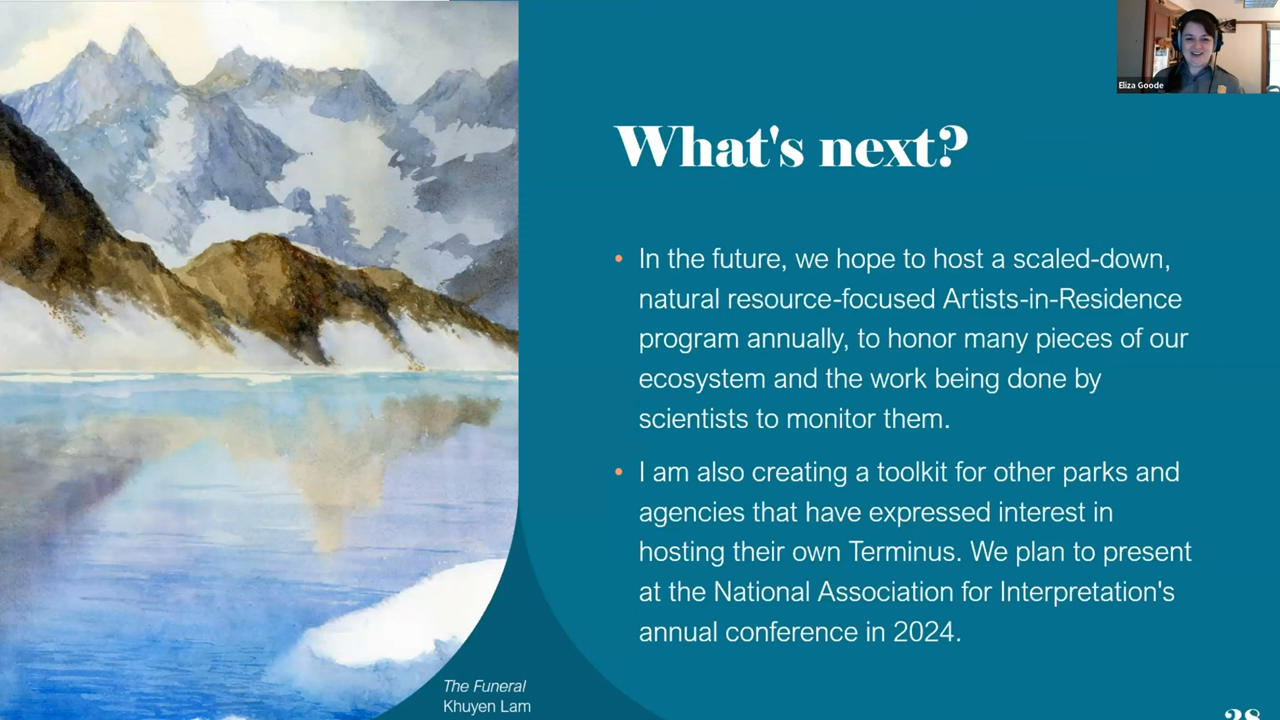 Eliza Goode
What's next?
• In the future, we hope to host a scaled-down,
natural resource-focused Artists-in-Residence
program annually, to honor many pieces of our
ecosystem and the work being done by
scientists to monitor them.
• I am also creating a toolkit for other parks and
agencies that have expressed interest in
hosting their own Terminus. We plan to present
at the National Association for Interpretation's
annual conference in 2024.
The Funeral
Khuyen Lam